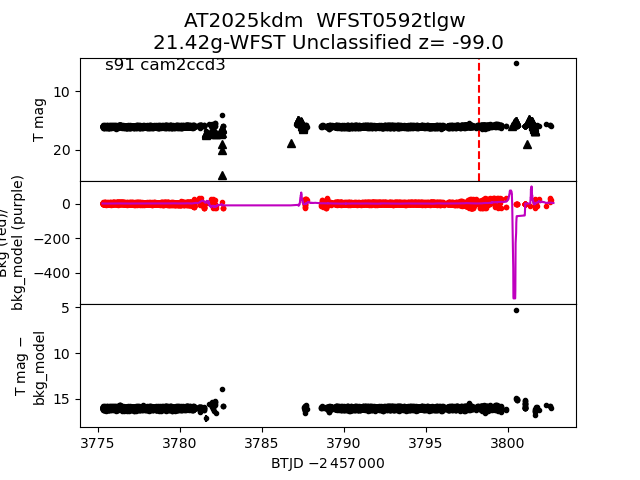 AT2025kdm  WFST0592tlgw
21.42g-WFST Unclassified z= -99.0
s91 cam2ccd3
T mag
10
20
Bkg (red)/
bkg_model (purple)
0
−200
−400
T mag −
bkg_model
5
10
15
3775 3780 3785 3790 3795 3800
BTJD −2 457 000